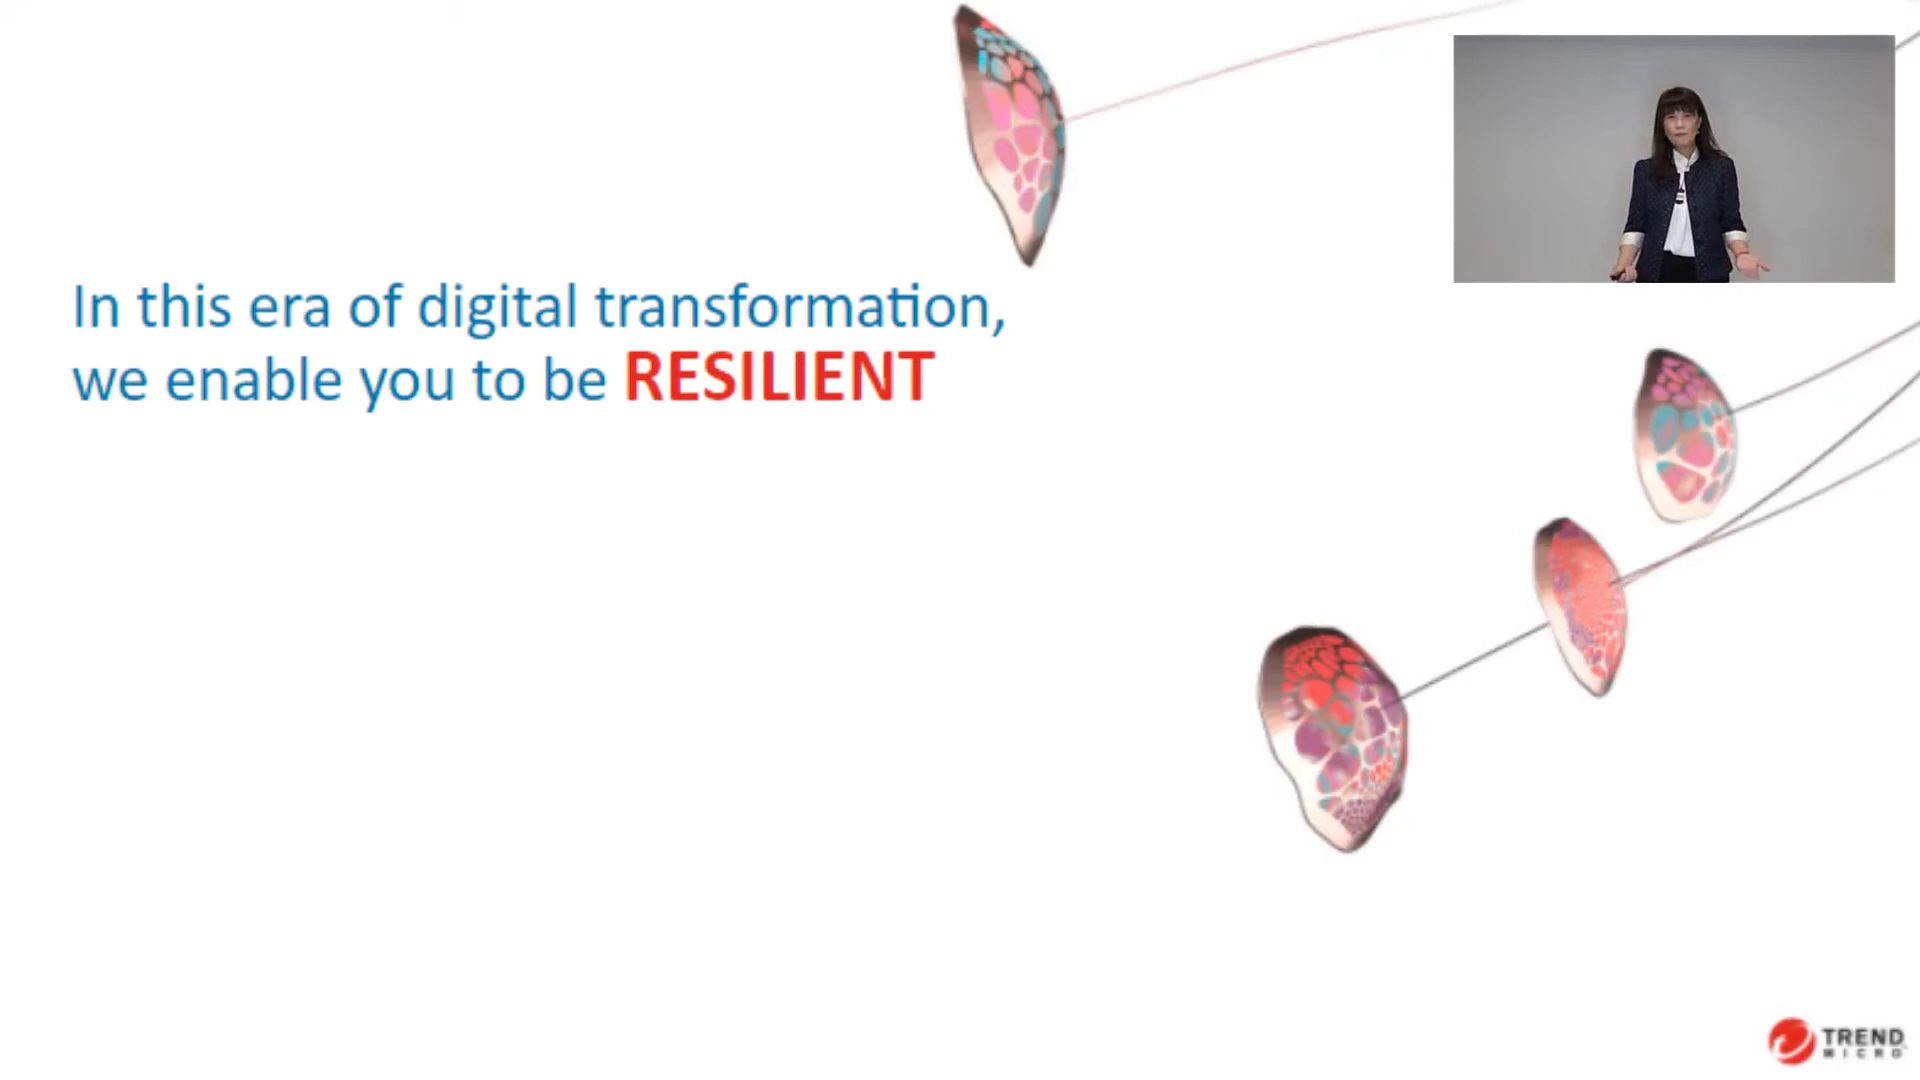 In this era of digital transformation,
we enable you to be RESILIENT
TREND
MICRO